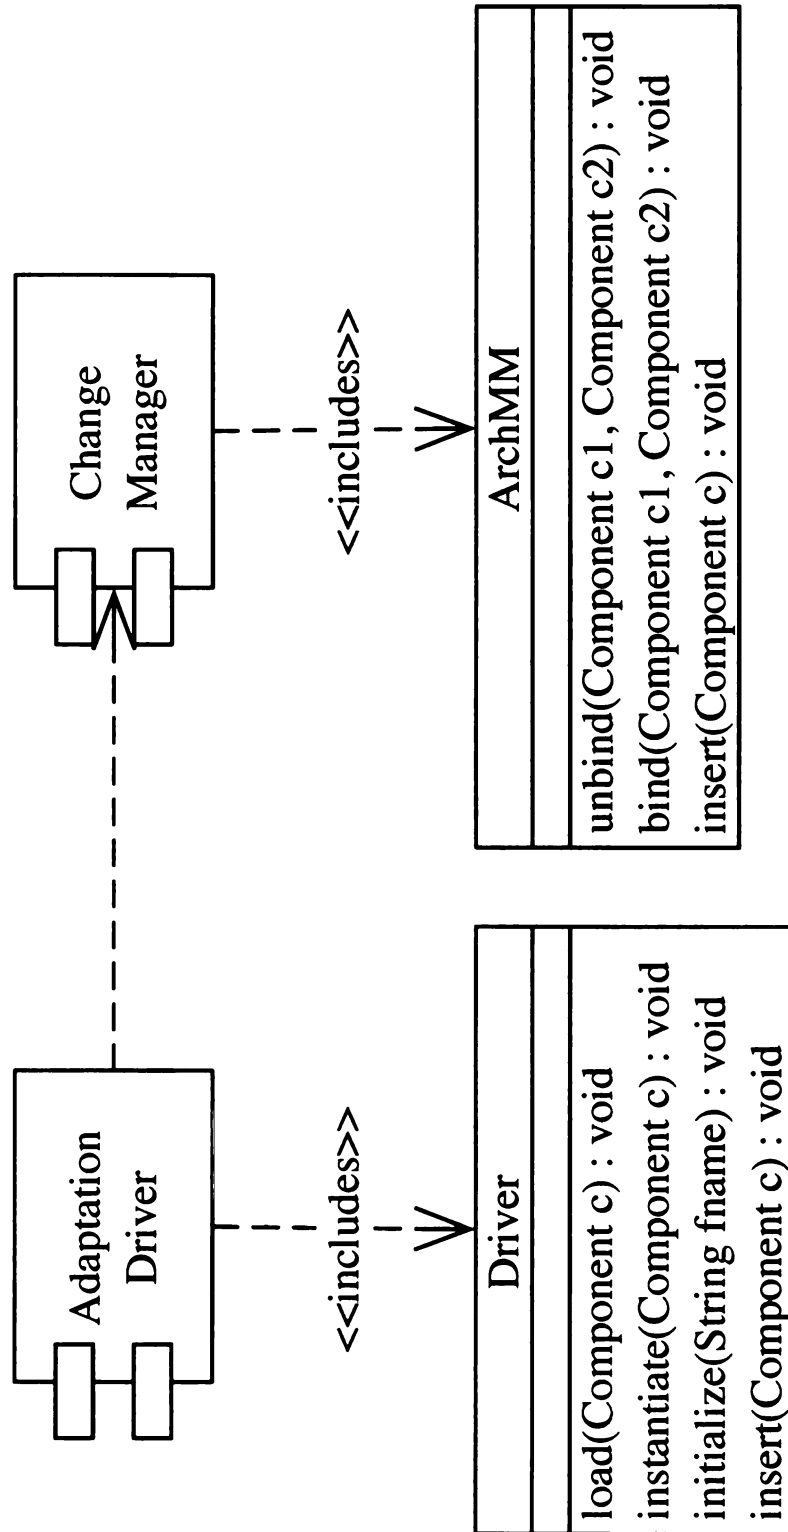 Adaptation
Driver
Change
Manager
<<includes>>
<<includes>>
Driver
load(Component c) : void
instantiate(Component c) : void
initialize(String fname) : void
insert(Component c) : void
ArchMM
unbind(Component c1, Component c2) : void
bind(Component c1, Component c2) : void
insert(Component c) : void